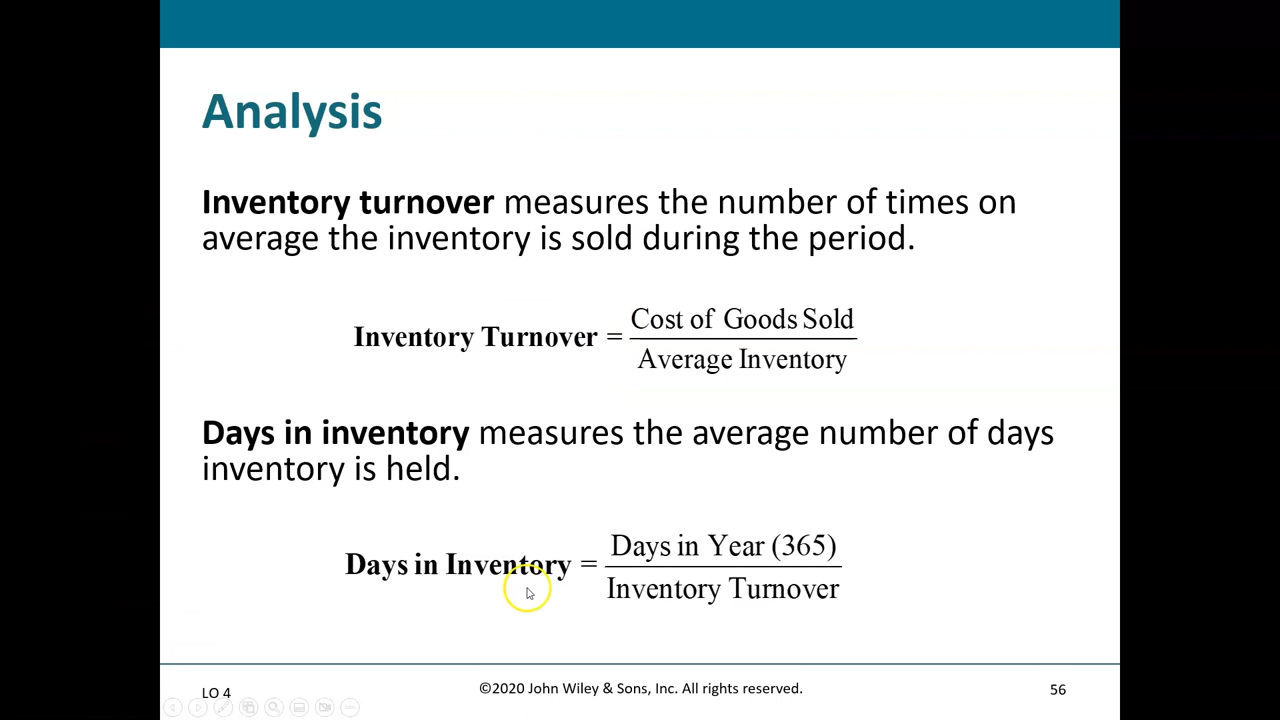 Analysis
Inventory turnover measures the number of times on
average the inventory is sold during the period.
Inventory Turnover = Cost of Goods Sold
Average Inventory
Days in inventory measures the average number of days
inventory is held.
Days in Inventory = Days in Year (365)
Inventory Turnover
LO 4
©2020 John Wiley & Sons, Inc. All rights reserved.
56